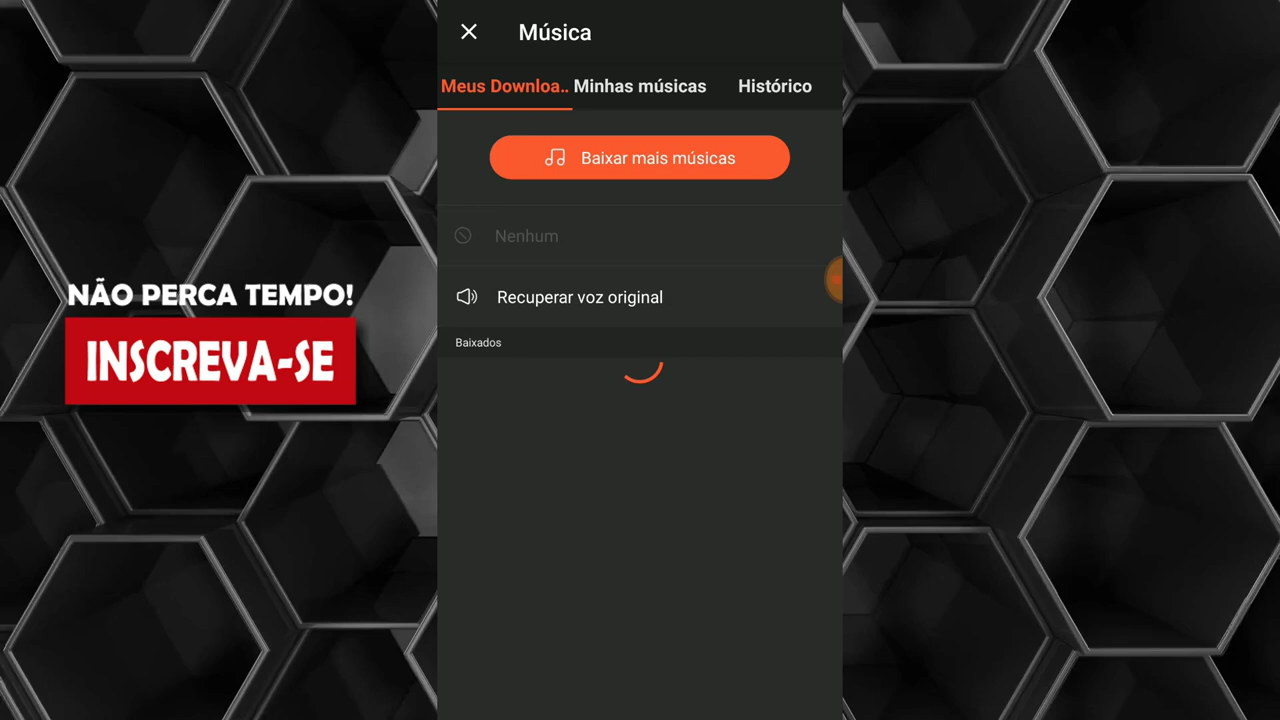 Música
Meus Downloa.. Minhas músicas Histórico
Baixar mais músicas
Nenhum
NÃO PERCA TEMPO!
Recuperar voz original
INSCREVA-SE
Baixados